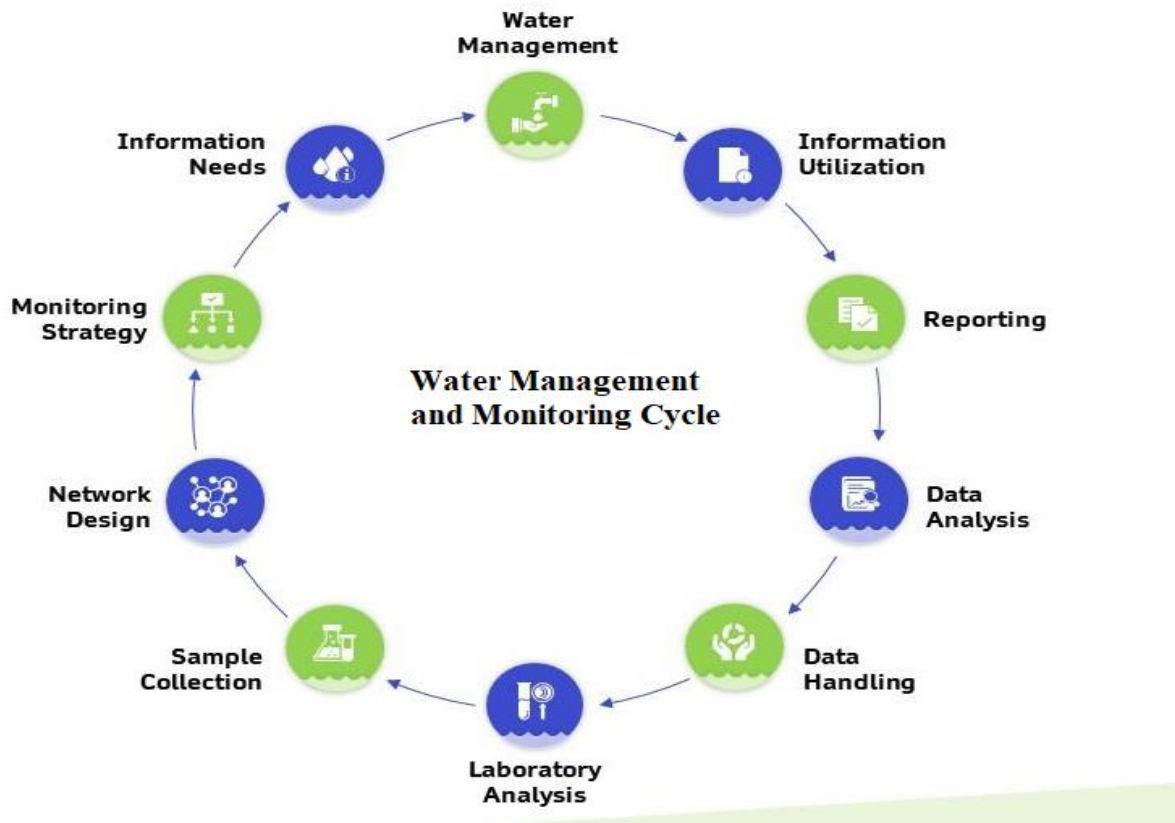 Water
Management
Information
Utilization
Reporting
Data
Analysis
Data
Handling
Laboratory
Analysis
Sample
Collection
Network
Design
Monitoring
Strategy
Information
Needs
Water Management
and Monitoring Cycle